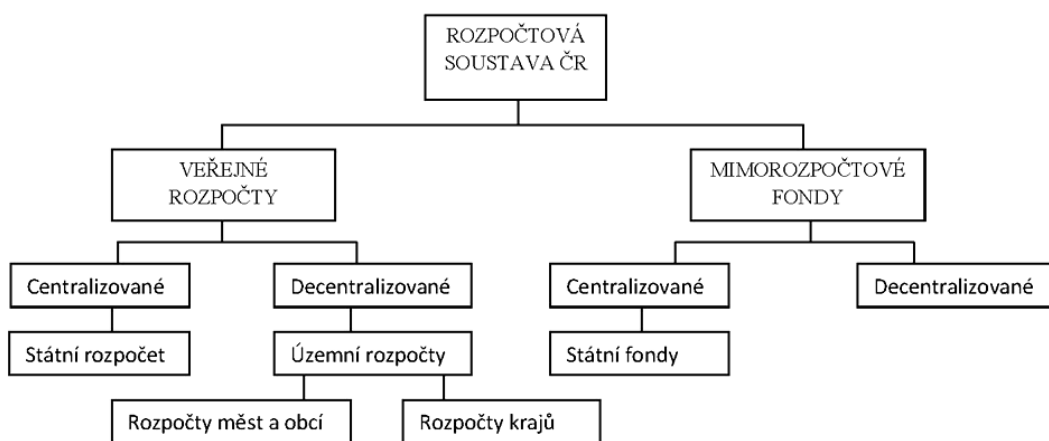 ROZPOČTOVÁ
SOUSTAVA ČR
VEŘEJNÉ
ROZPOČTY
MIMOROZPOČTOVÉ
FONDY
Centralizované
Decentralizované
Centralizované
Decentralizované
Státní rozpočet
Územní rozpočty
Státní fondy
Rozpočty měst a obcí
Rozpočty krajů